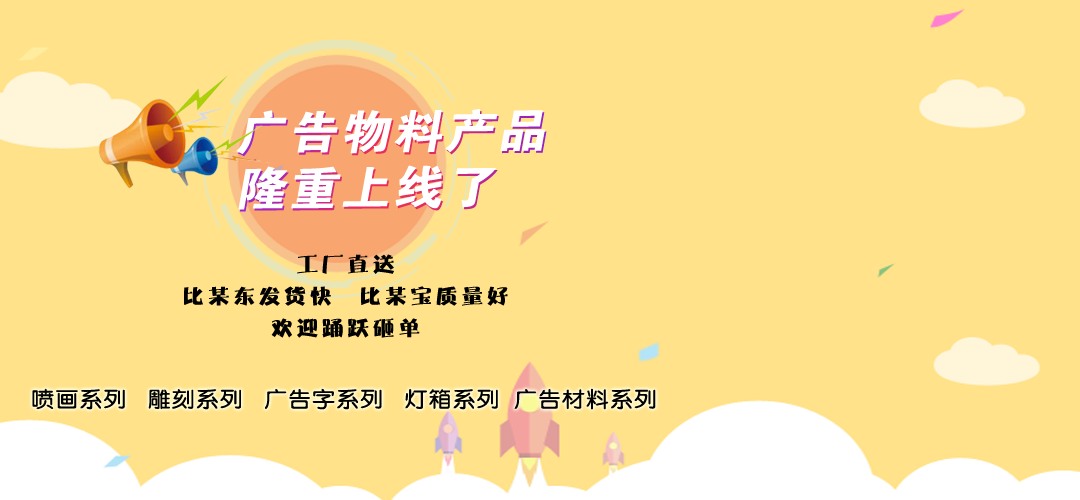 广告物料产品
隆重上线了
工厂直送
比某东发货快 比某宝质量好
欢迎踊跃砸单
喷画系列 雕刻系列 广告字系列 灯箱系列 广告材料系列